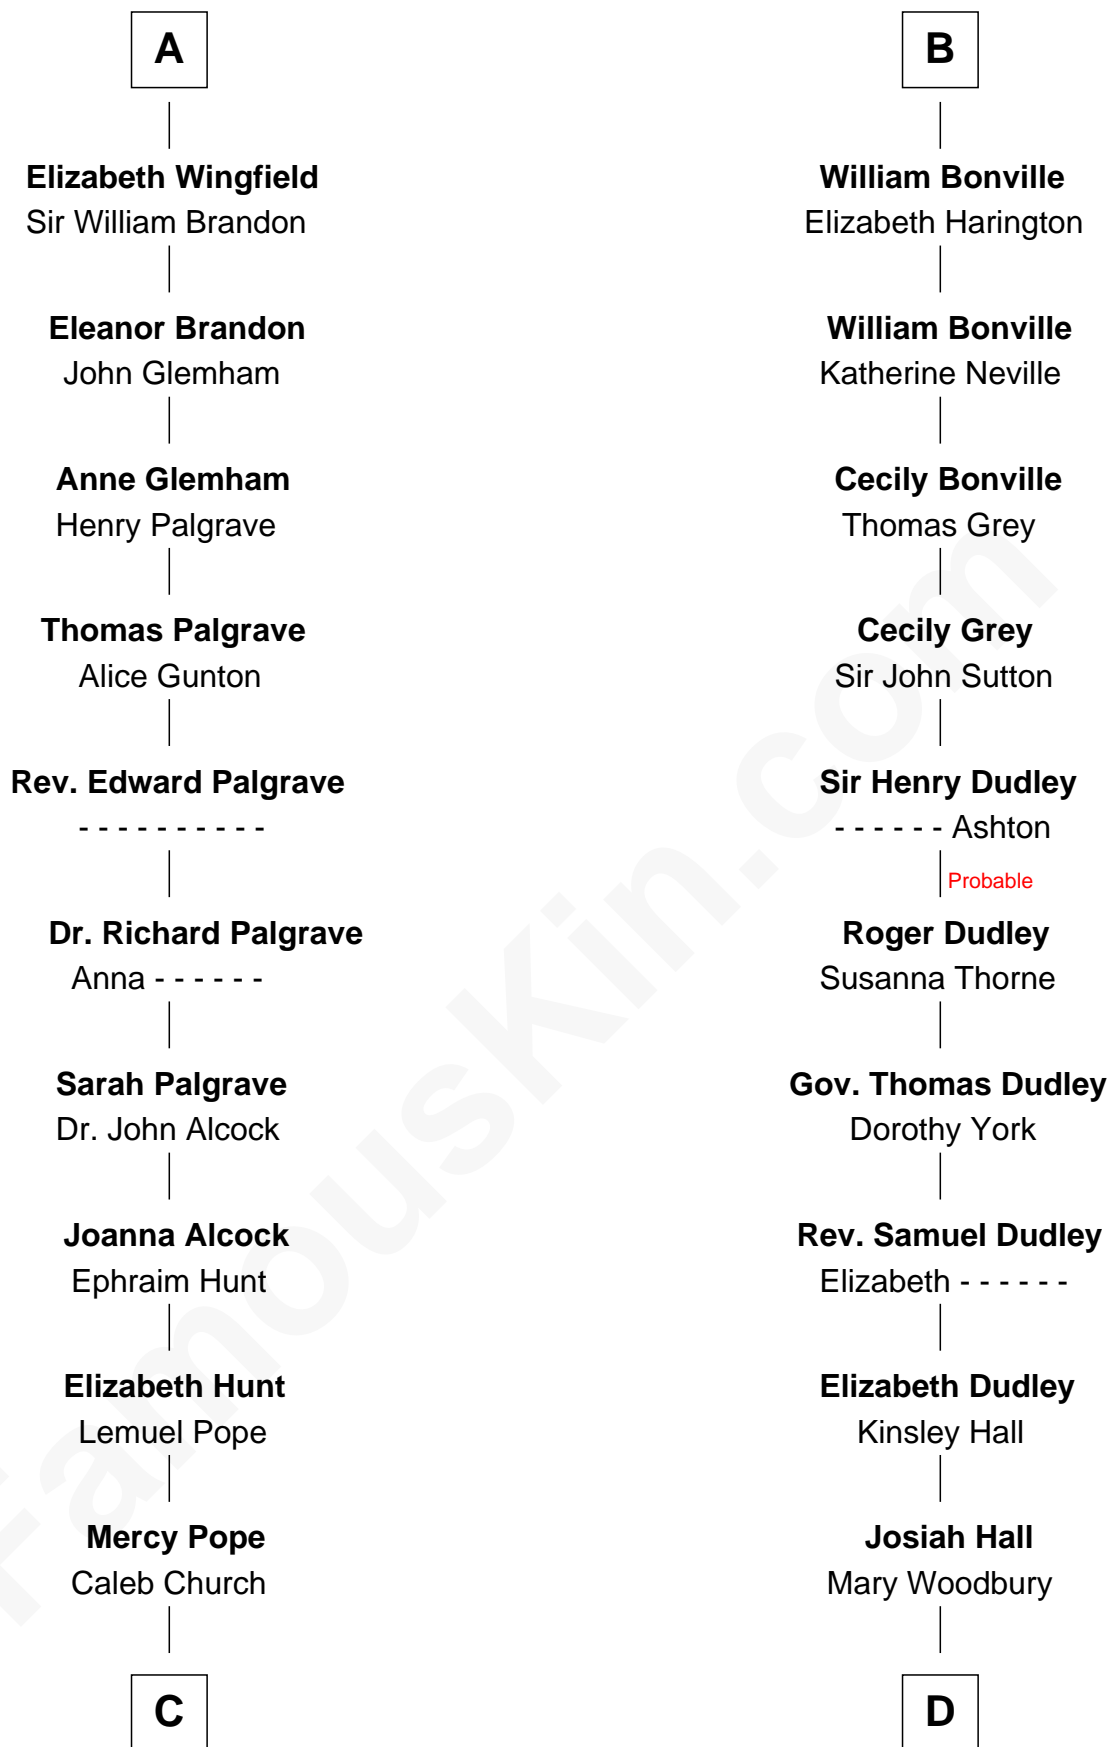 A
Elizabeth Wingfield
Sir William Brandon
Eleanor Brandon
John Glemham
Anne Glemham
Henry Palgrave
Thomas Palgrave
Alice Gunton
Rev. Edward Palgrave
- - - - - - - - - -
Dr. Richard Palgrave
Anna - - - - - -
Sarah Palgrave
Dr. John Alcock
Joanna Alcock
Ephraim Hunt
Elizabeth Hunt
Lemuel Pope
Mercy Pope
Caleb Church
C
B
William Bonville
Elizabeth Harington
William Bonville
Katherine Neville
Cecily Bonville
Thomas Grey
Cecily Grey
Sir John Sutton
Sir Henry Dudley
- - - - - - Ashton
Probable
Roger Dudley
Susanna Thorne
Gov. Thomas Dudley
Dorothy York
Rev. Samuel Dudley
Elizabeth - - - - - -
Elizabeth Dudley
Kinsley Hall
Josiah Hall
Mary Woodbury
D
FamousKin.com